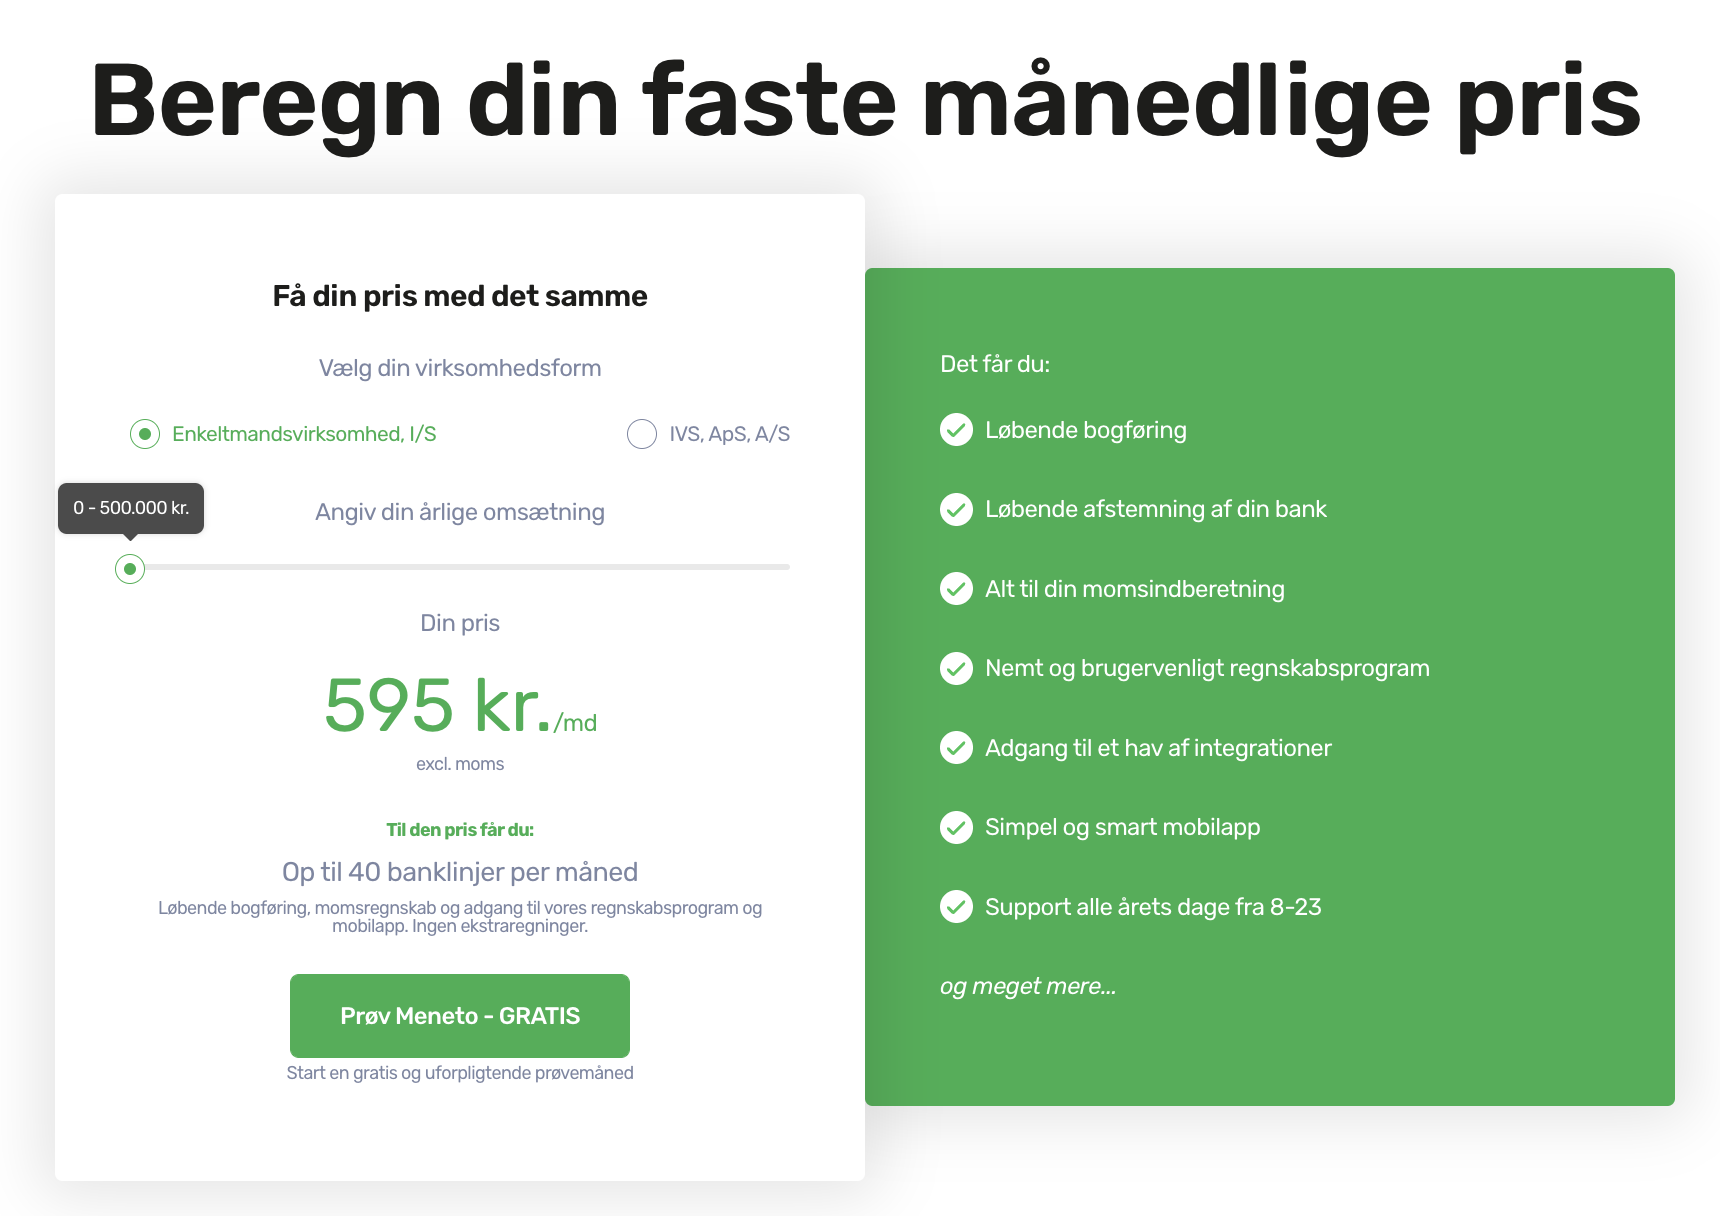 Beregn din faste månedlige pris
Få din pris med det samme
Vælg din virksomhedsform
Enkeltmandsvirksomhed, I/S
IVS, ApS, A/S
0 - 500.000 kr.
Angiv din årlige omsætning
Din pris
595 kr./md
excl. moms
Til den pris får du:
Op til 40 banklinjer per måned
Løbende bogføring, momsregnskab og adgang til vores regnskabsprogram og
mobilapp. Ingen ekstraregninger.
Prøv Meneto - GRATIS
Start en gratis og uforpligtende prøvemåned
Det får du:
Løbende bogføring
Løbende afstemning af din bank
Alt til din momsindberetning
Nemt og brugervenligt regnskabsprogram
Adgang til et hav af integrationer
Simpel og smart mobilapp
Support alle årets dage fra 8-23
og meget mere...